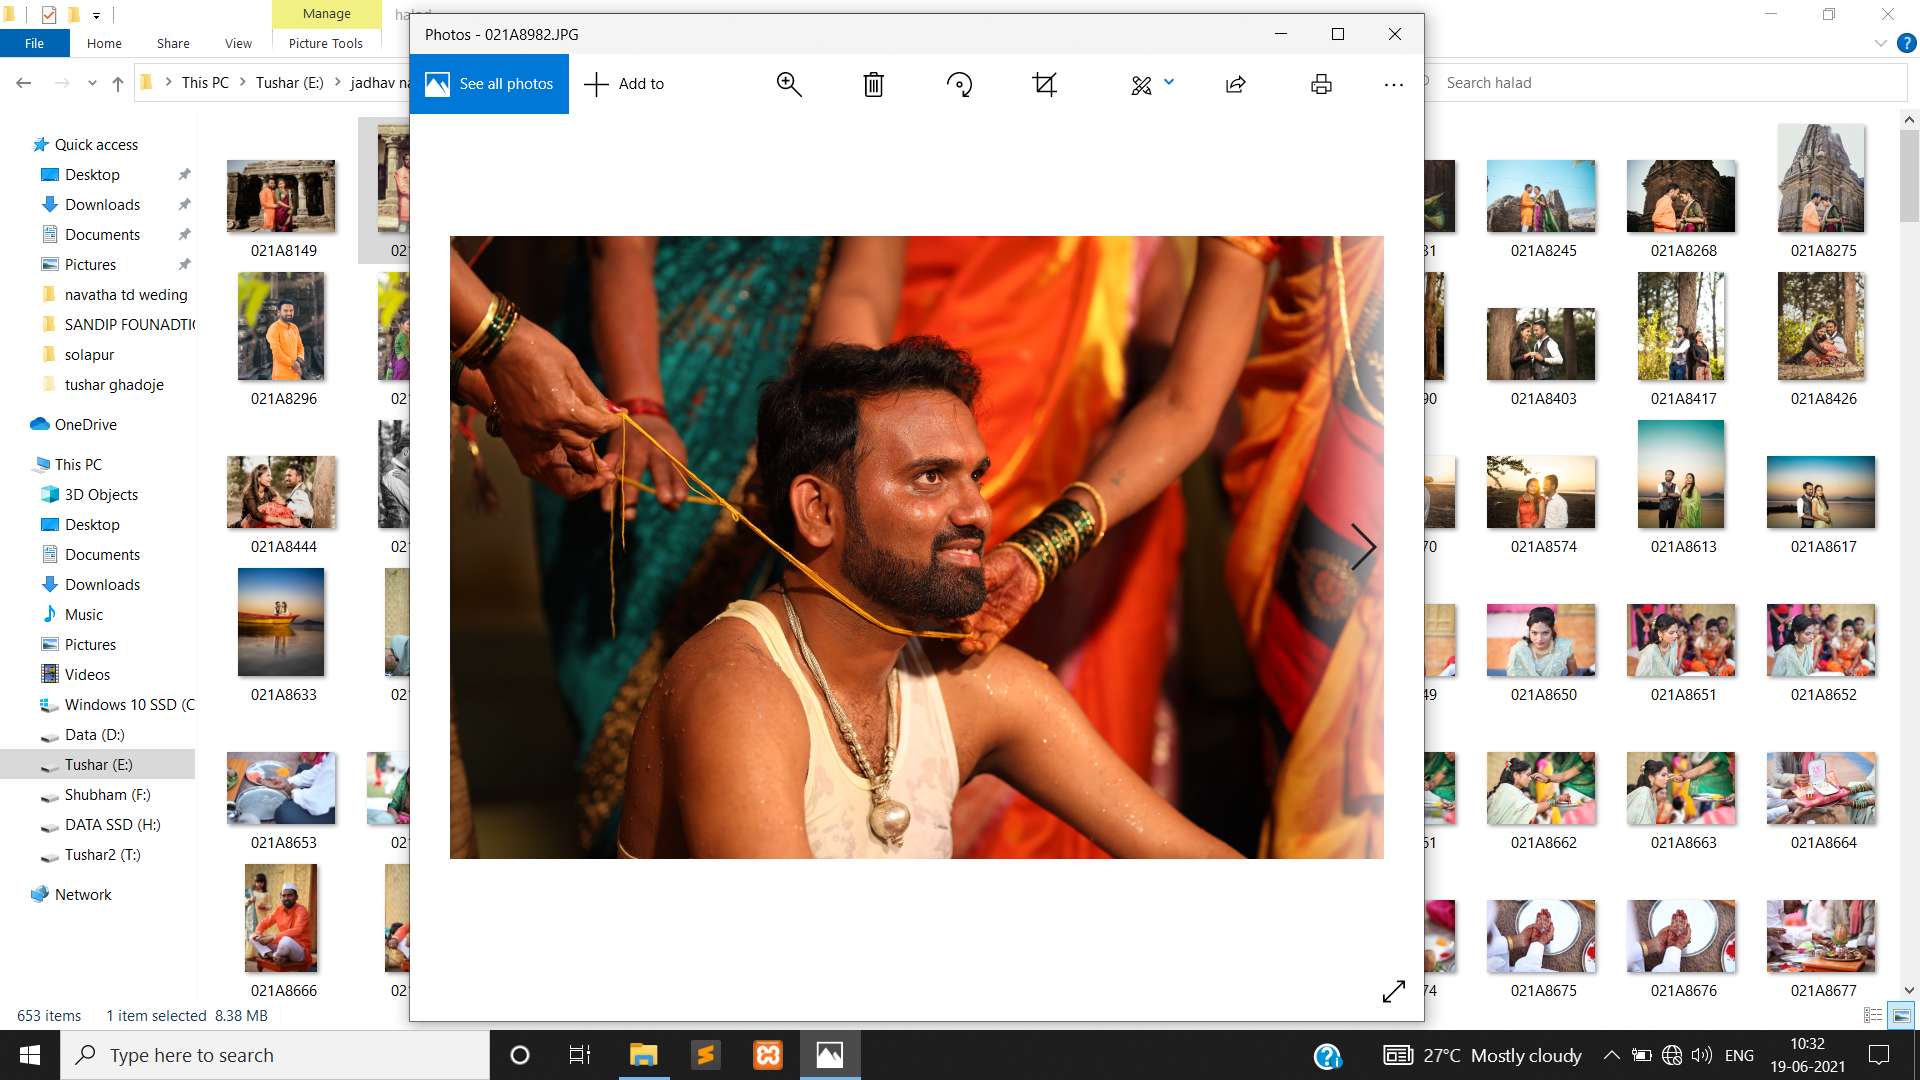 Manage
halad
File
Home
Share
View
Picture Tools
This PC
Tushar (E:)
jadhav na
Search halad
Photos - 021A8982.JPG
See all photos
Add to
Quick access
Desktop
Downloads
Documents
Pictures
navatha td weding
SANDIP FOUNADTIO
solapur
tushar ghadoje
OneDrive
This PC
3D Objects
Desktop
Documents
Downloads
Music
Pictures
Videos
Windows 10 SSD (C
Data (D:)
Tushar (E:)
Shubham (F:)
DATA SSD (H:)
Tushar2 (T:)
Network
021A8149
021A8245
021A8268
021A8275
021A8296
021A8403
021A8417
021A8426
021A8444
021A8574
021A8613
021A8617
021A8633
021A8650
021A8651
021A8652
021A8653
021A8662
021A8663
021A8664
021A8666
021A8675
021A8676
021A8677
653 items
1 item selected 8.38 MB
Type here to search
27°C Mostly cloudy
ENG
10:32
19-06-2021